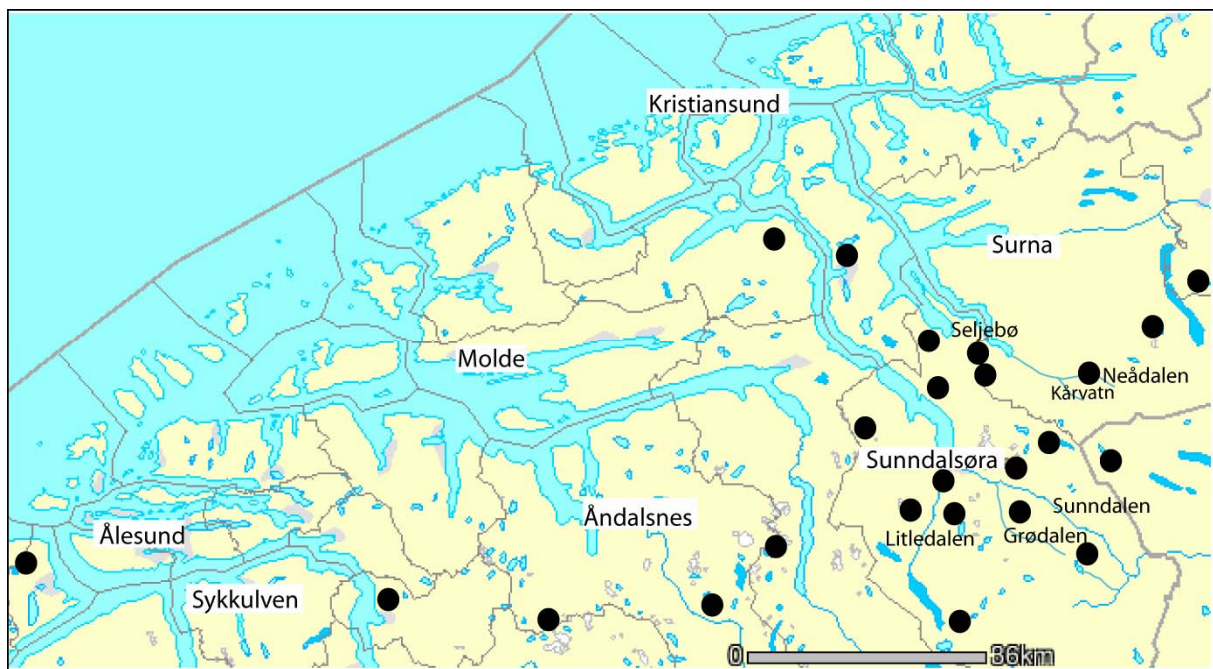 Kristiansund
Surna
Seljebø
Molde
Neådalen
Kårvatn
Sunndalsøra
Sunndalen
Åndalsnes
Ålesund
Litledalen
Grødalen
Sykkulven
0
36km